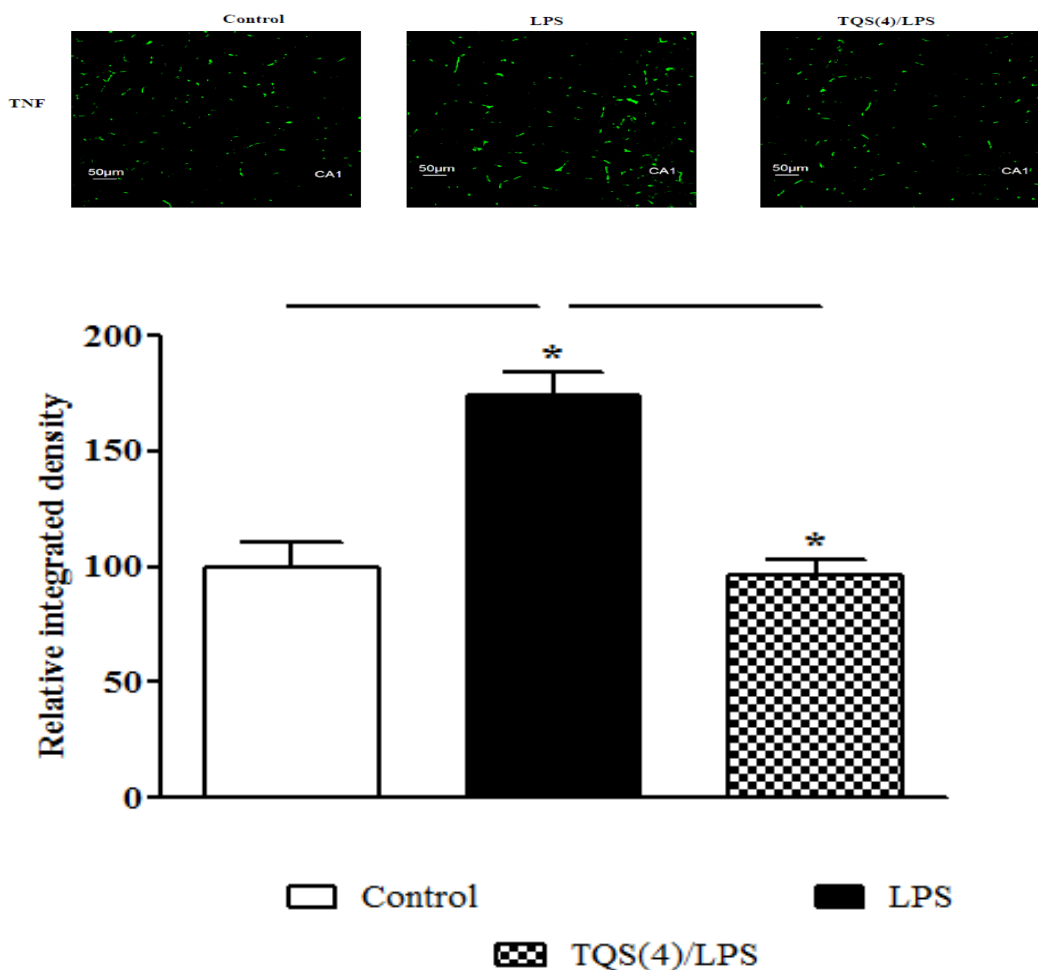 Control LPS TQS(4)/LPS
TNF
50µm CA1 50µm CA1 50µm CA1
Relative integrated density
200
150
100
50
0
* *
Control LPS
TQS(4)/LPS